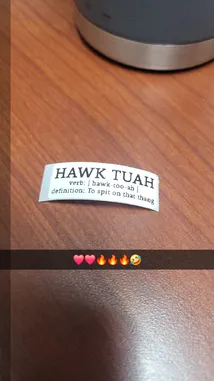 HAWK TUAH
verb: | hawk-too-ah |
definition: To spit on that thang
❤️❤️🔥🔥🔥🤣